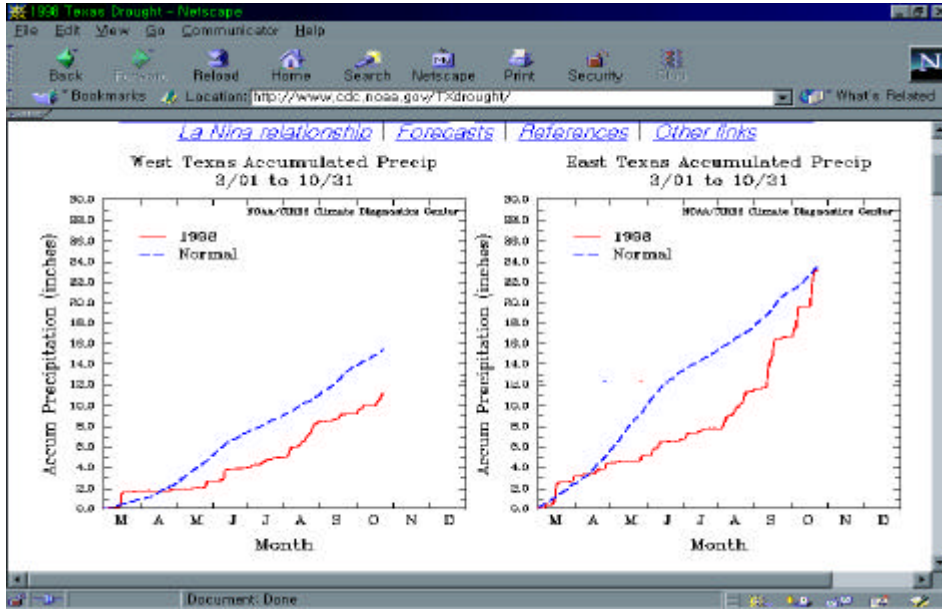 1998 Texas Drought - Netscape
File Edit View Go Communicator Help
Back Forward Reload Home Search Netscape Print Security Stop
Bookmarks Location: http://www.cdc.noaa.gov/TXdrought/ What's Related
La Nina relationship | Forecasts | References | Other links
West Texas Accumulated Precip
3/01 to 10/31
NOAA/CIRES Climate Diagnostics Center
1998
Normal
Accum Precipitation (inches)
30.0
28.0
26.0
24.0
22.0
20.0
18.0
16.0
14.0
12.0
10.0
8.0
6.0
4.0
2.0
0.0
M A M J J A S O N D
Month
East Texas Accumulated Precip
3/01 to 10/31
NOAA/CIRES Climate Diagnostics Center
1998
Normal
Accum Precipitation (inches)
30.0
28.0
26.0
24.0
22.0
20.0
18.0
16.0
14.0
12.0
10.0
8.0
6.0
4.0
2.0
0.0
M A M J J A S O N D
Month
Document: Done